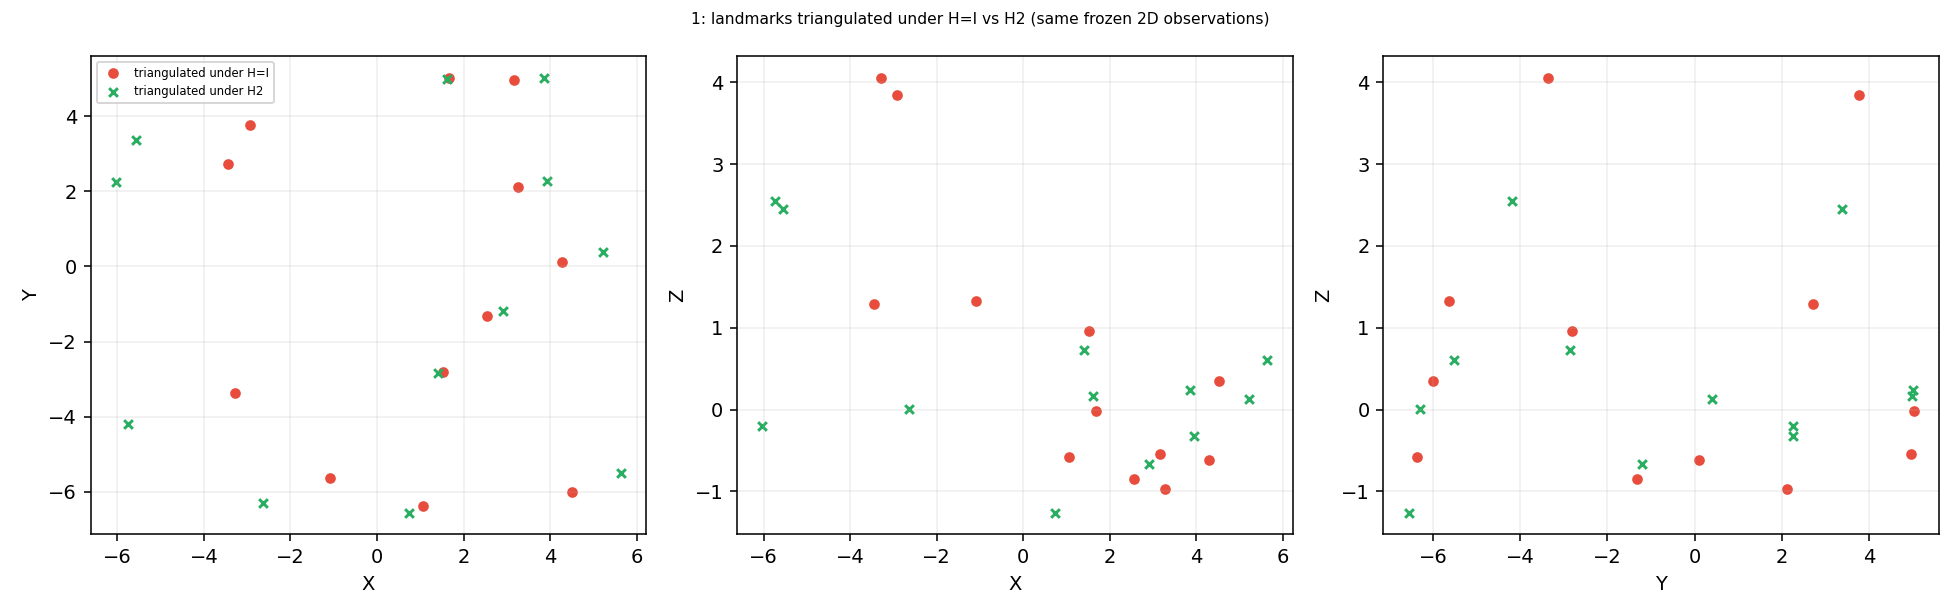 1: landmarks triangulated under H=I vs H2 (same frozen 2D observations)
triangulated under H=I
triangulated under H2
4
2
0
−2
−4
−6
Y
−6 −4 −2 0 2 4 6
X
4
3
2
1
0
−1
Z
−6 −4 −2 0 2 4 6
X
4
3
2
1
0
−1
Z
−6 −4 −2 0 2 4
Y